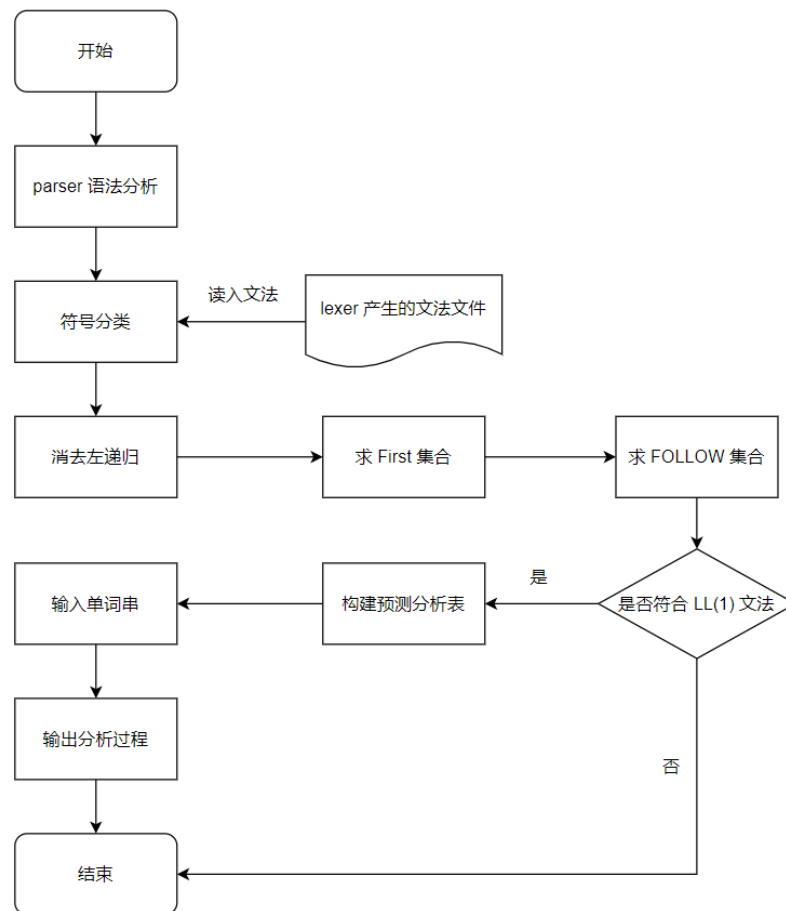 开始
parser 语法分析
符号分类
读入文法
lexer 产生的文法文件
消去左递归
求 First 集合
求 FOLLOW 集合
是否符合 LL(1) 文法
是
构建预测分析表
输入单词串
输出分析过程
否
结束